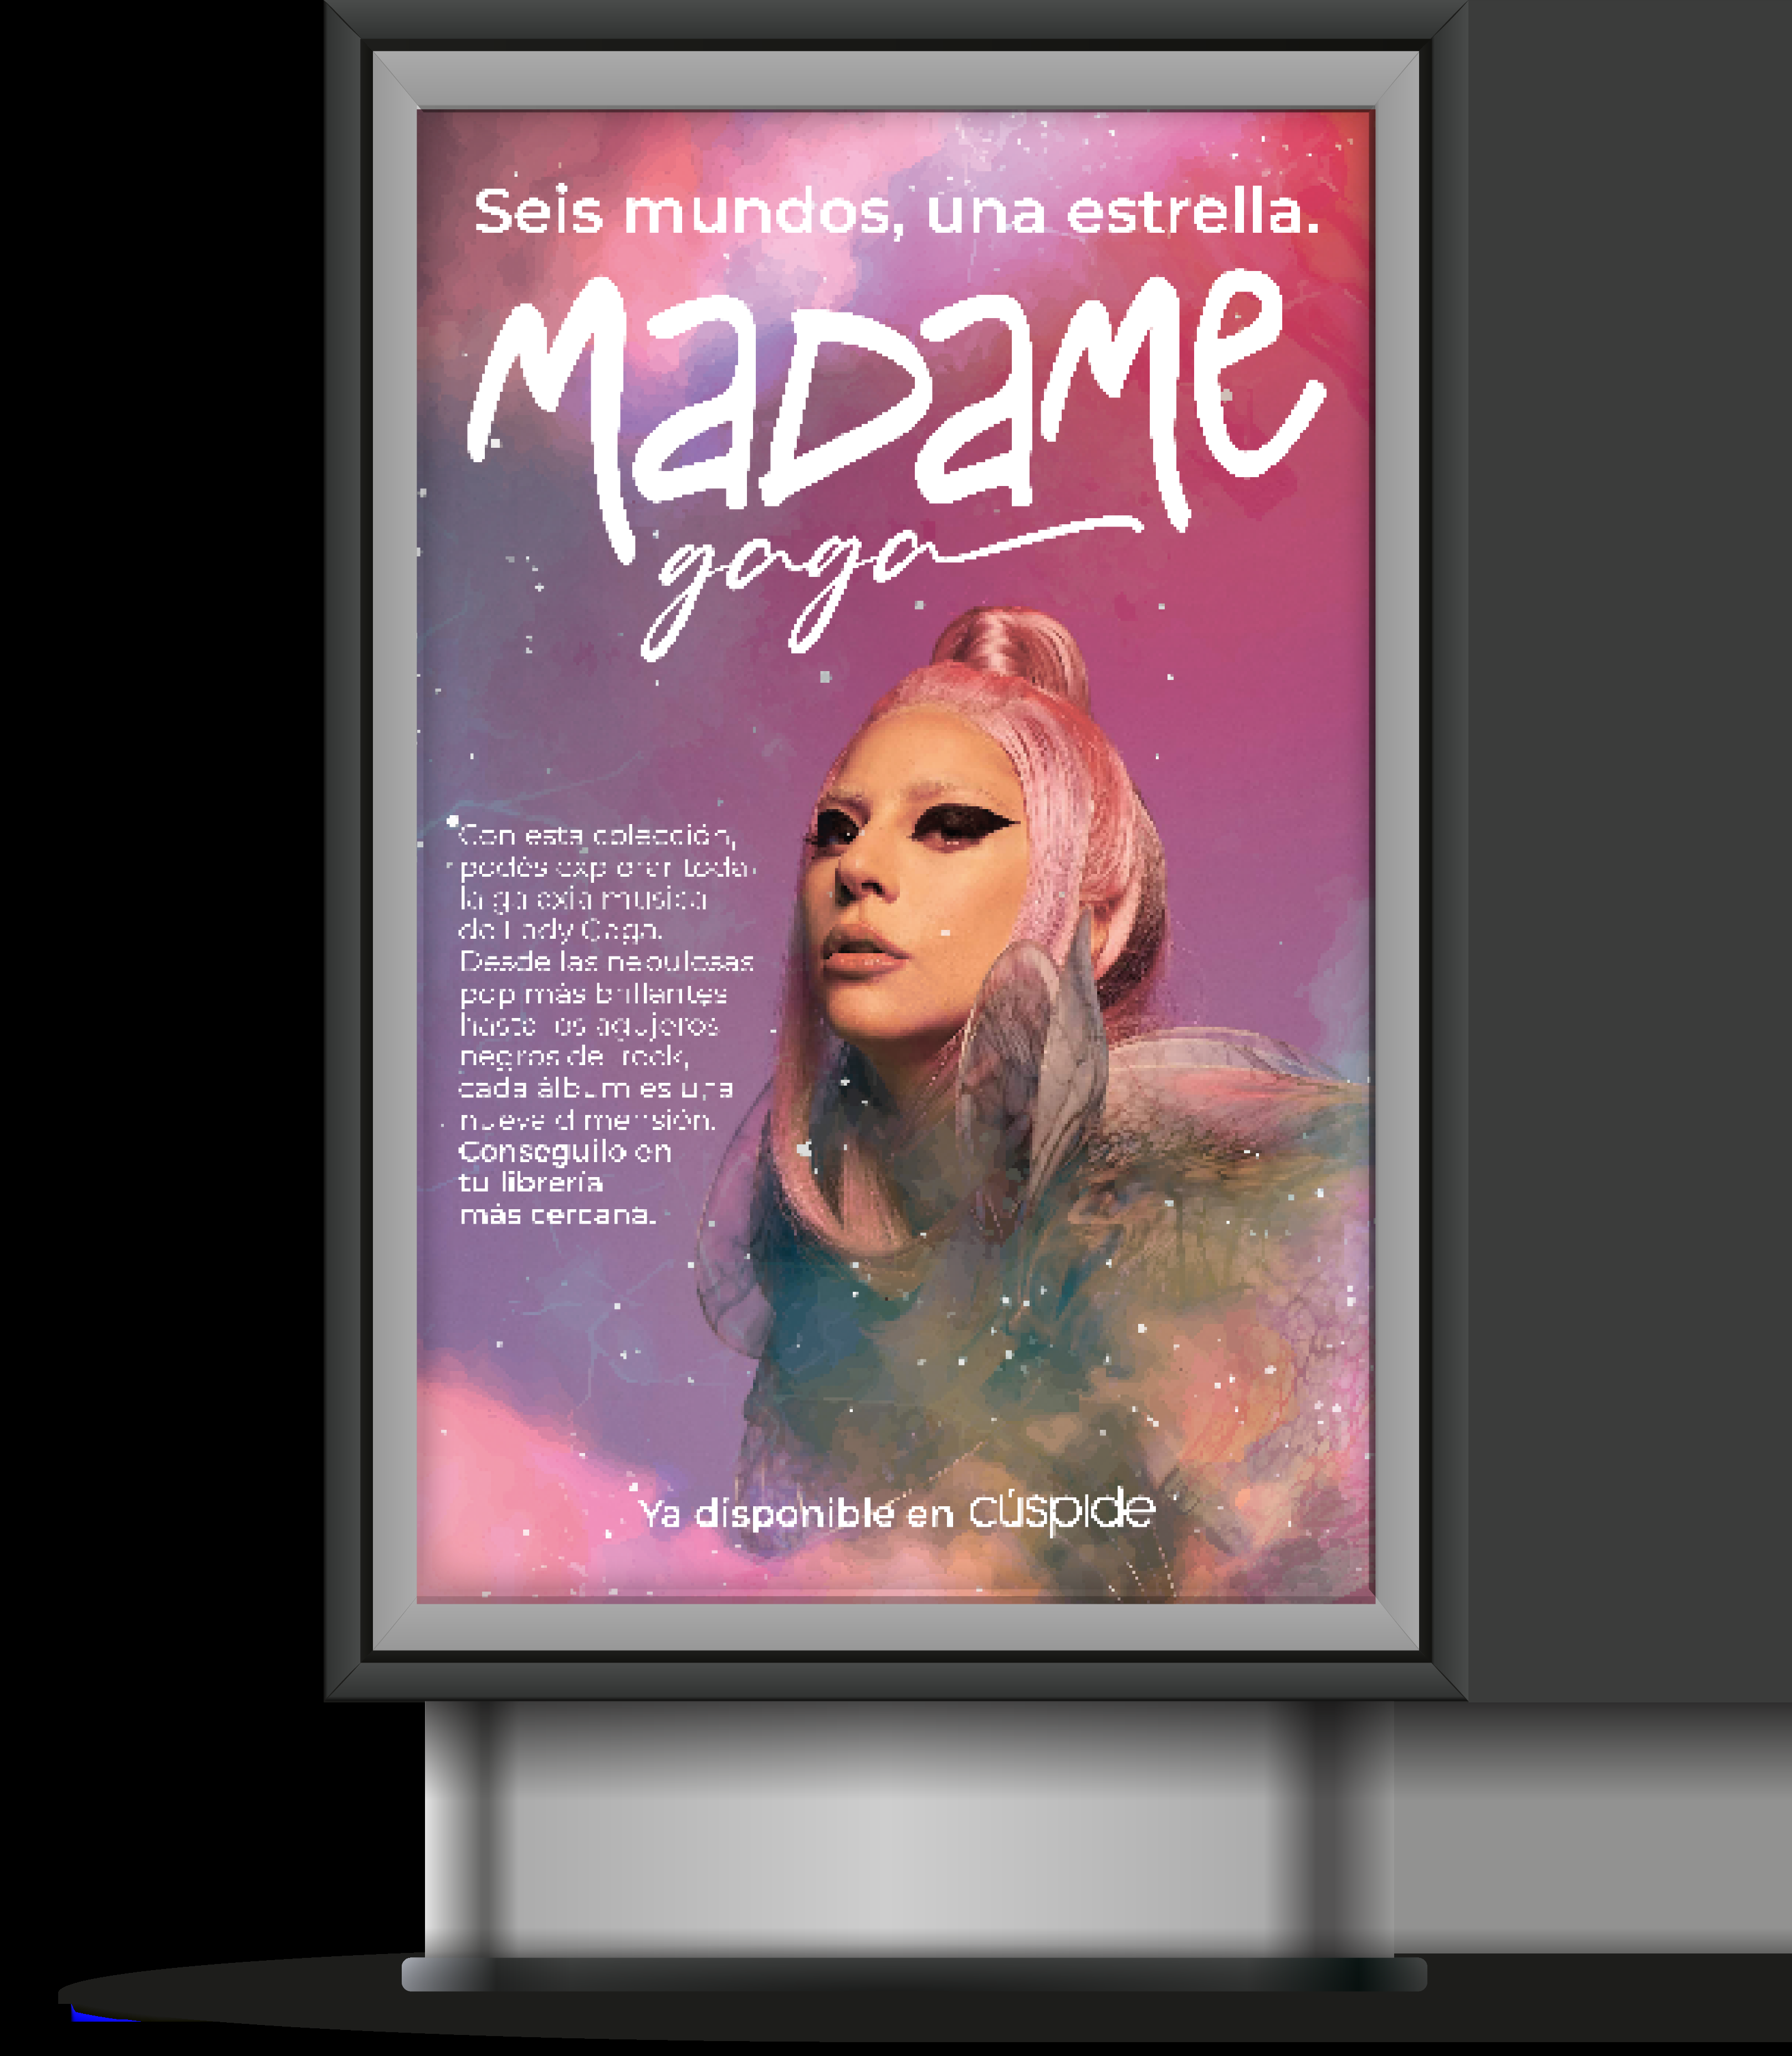 Seis mundos, una estrella.
MADAME
gaga
Con esta colección,
podés explorar toda
la galaxia musical
de Lady Gaga.
Desde las nebulosas
pop más brillantes
hasta los agujeros
negros del rock,
cada álbum es una
nueva dimensión.
Conseguilo en
tu librería
más cercana.
Ya disponible en cúspide